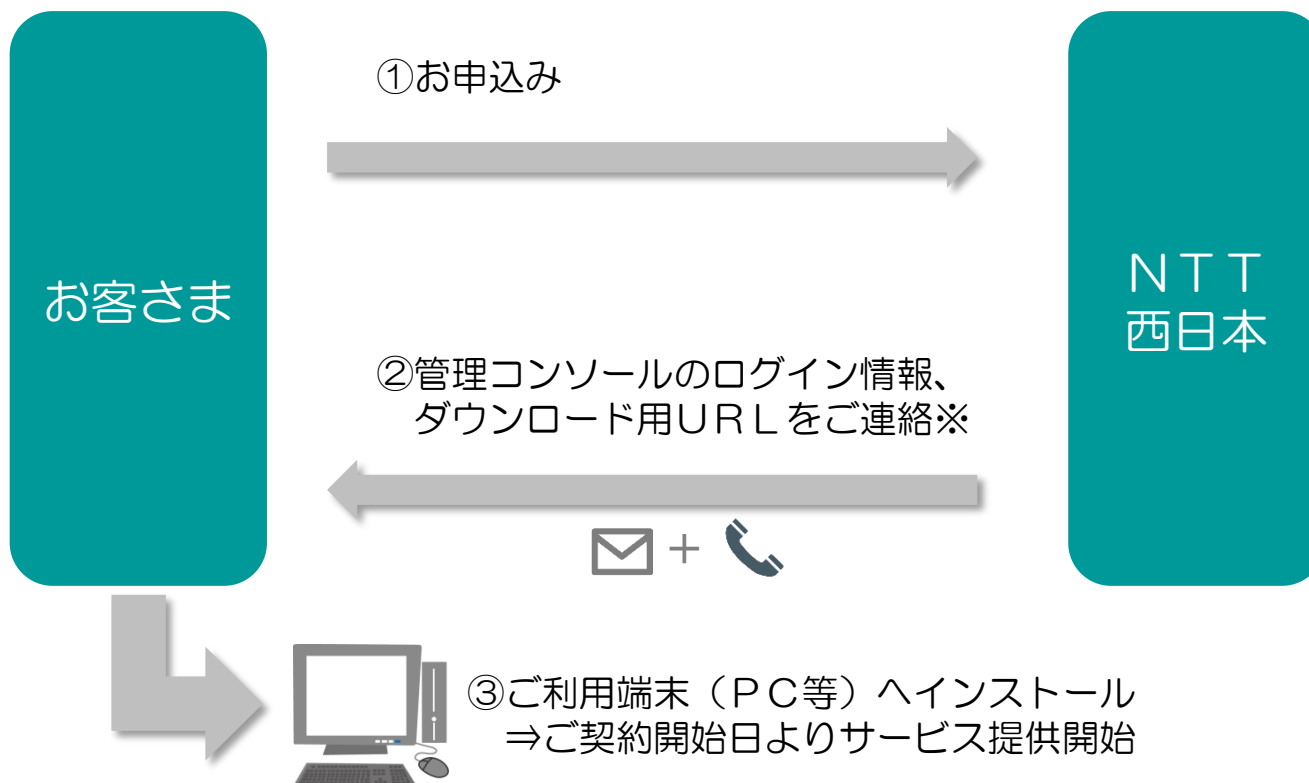 ①お申込み
お客さま
ＮＴＴ
西日本
②管理コンソールのログイン情報、
ダウンロード用ＵＲＬをご連絡※
＋
③ご利用端末（ＰＣ等）へインストール
⇒ご契約開始日よりサービス提供開始